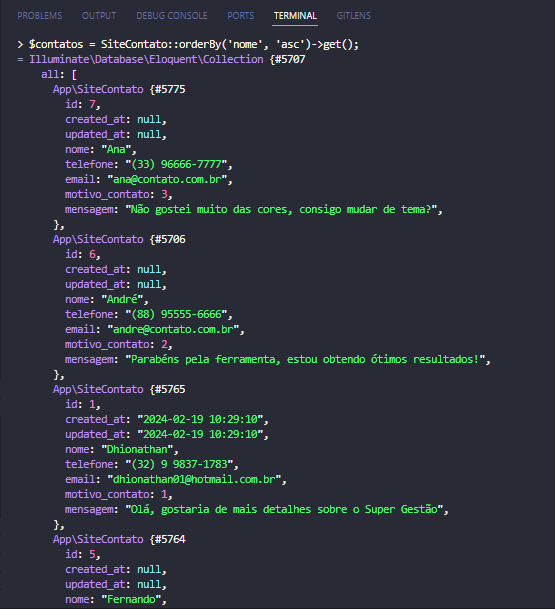 PROBLEMS OUTPUT DEBUG CONSOLE PORTS TERMINAL GITLENS
> $contatos = SiteContato::orderBy('nome', 'asc')->get();
= Illuminate\Database\Eloquent\Collection {#5707
all: [
App\SiteContato {#5775
id: 7,
created_at: null,
updated_at: null,
nome: "Ana",
telefone: "(33) 96666-7777",
email: "ana@contato.com.br",
motivo_contato: 3,
mensagem: "Não gostei muito das cores, consigo mudar de tema?",
},
App\SiteContato {#5706
id: 6,
created_at: null,
updated_at: null,
nome: "André",
telefone: "(88) 95555-6666",
email: "andre@contato.com.br",
motivo_contato: 2,
mensagem: "Parabéns pela ferramenta, estou obtendo ótimos resultados!",
},
App\SiteContato {#5765
id: 1,
created_at: "2024-02-19 10:29:10",
updated_at: "2024-02-19 10:29:10",
nome: "Dhionathan",
telefone: "(32) 9 9837-1783",
email: "dhionathan01@hotmail.com.br",
motivo_contato: 1,
mensagem: "Olá, gostaria de mais detalhes sobre o Super Gestão",
},
App\SiteContato {#5764
id: 5,
created_at: null,
updated_at: null,
nome: "Fernando",